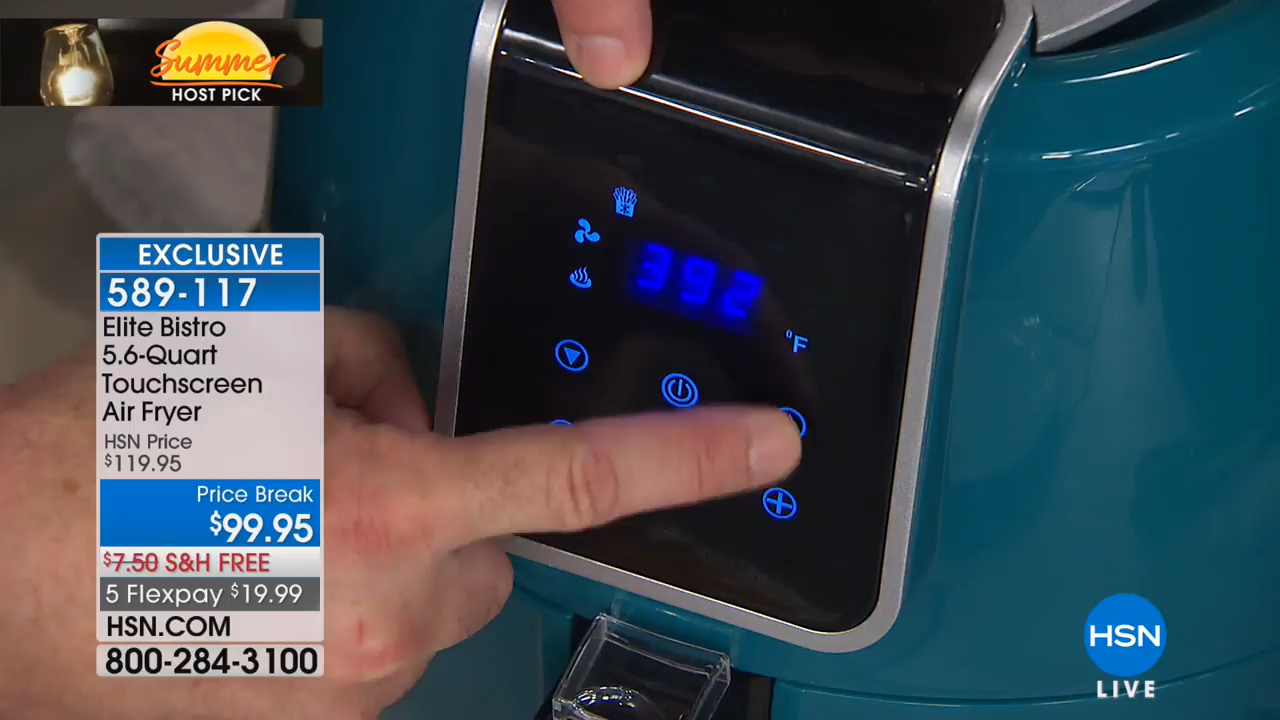 Summer
HOST PICK
EXCLUSIVE
589-117
Elite Bistro
5.6-Quart
Touchscreen
Air Fryer
HSN Price
$119.95
Price Break
$99.95
$7.50 S&H FREE
5 Flexpay $19.99
HSN.COM
800-284-3100
392
°F
HSN
LIVE